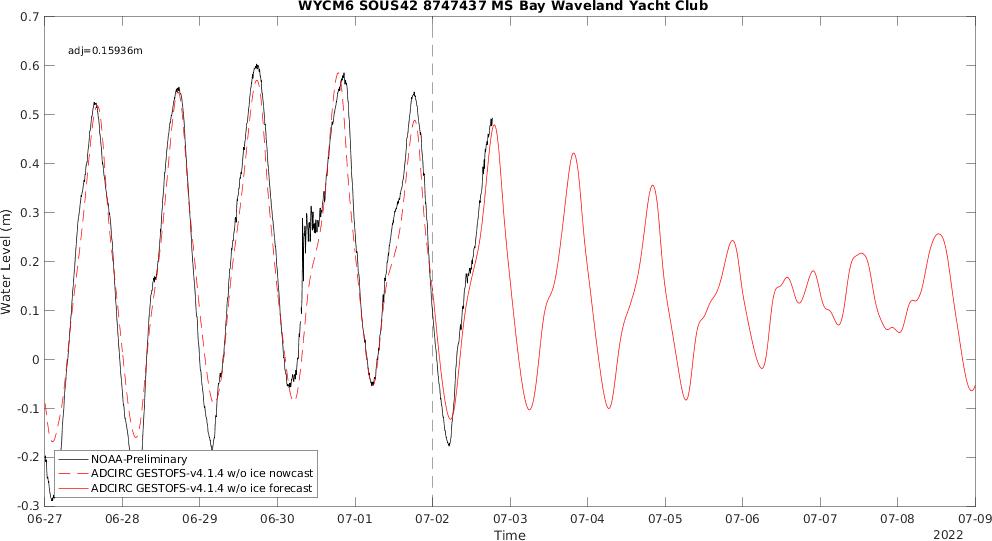 WYCM6 SOUS42 8747437 MS Bay Waveland Yacht Club
adj=0.15936m
Water Level (m)
0.7
0.6
0.5
0.4
0.3
0.2
0.1
0
-0.1
-0.2
-0.3
NOAA-Preliminary
ADCIRC GESTOFS-v4.1.4 w/o ice nowcast
ADCIRC GESTOFS-v4.1.4 w/o ice forecast
06-27 06-28 06-29 06-30 07-01 07-02 07-03 07-04 07-05 07-06 07-07 07-08 07-09
Time
2022